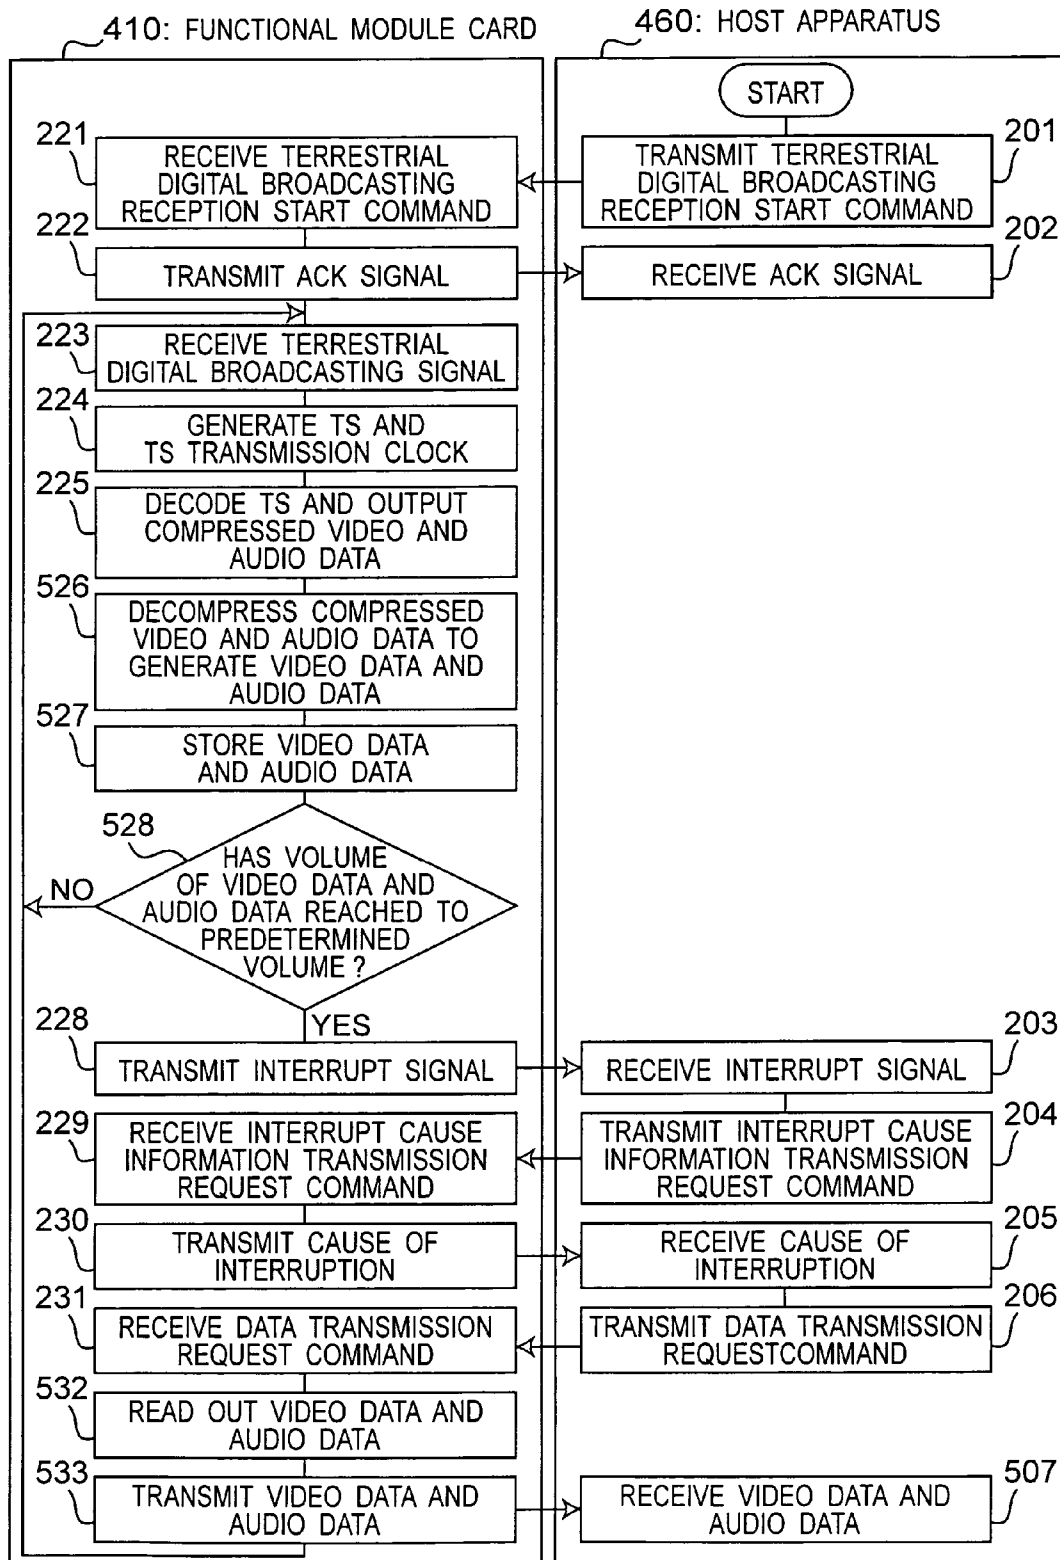 410: FUNCTIONAL MODULE CARD
460: HOST APPARATUS
START
221
RECEIVE TERRESTRIAL
DIGITAL BROADCASTING
RECEPTION START COMMAND
201
TRANSMIT TERRESTRIAL
DIGITAL BROADCASTING
RECEPTION START COMMAND
222
TRANSMIT ACK SIGNAL
202
RECEIVE ACK SIGNAL
223
RECEIVE TERRESTRIAL
DIGITAL BROADCASTING SIGNAL
224
GENERATE TS AND
TS TRANSMISSION CLOCK
225
DECODE TS AND OUTPUT
COMPRESSED VIDEO AND
AUDIO DATA
526
DECOMPRESS COMPRESSED
VIDEO AND AUDIO DATA TO
GENERATE VIDEO DATA AND
AUDIO DATA
527
STORE VIDEO DATA
AND AUDIO DATA
528
HAS VOLUME
OF VIDEO DATA AND
AUDIO DATA REACHED TO
PREDETERMINED
VOLUME ?
NO
YES
228
TRANSMIT INTERRUPT SIGNAL
203
RECEIVE INTERRUPT SIGNAL
229
RECEIVE INTERRUPT CAUSE
INFORMATION TRANSMISSION
REQUEST COMMAND
204
TRANSMIT INTERRUPT CAUSE
INFORMATION TRANSMISSION
REQUEST COMMAND
230
TRANSMIT CAUSE OF
INTERRUPTION
205
RECEIVE CAUSE OF
INTERRUPTION
231
RECEIVE DATA TRANSMISSION
REQUEST COMMAND
206
TRANSMIT DATA TRANSMISSION
REQUESTCOMMAND
532
READ OUT VIDEO DATA AND
AUDIO DATA
533
TRANSMIT VIDEO DATA AND
AUDIO DATA
507
RECEIVE VIDEO DATA AND
AUDIO DATA